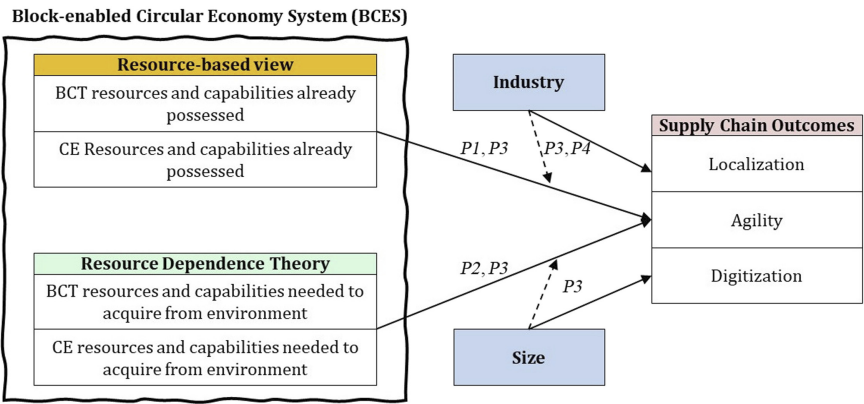 Block-enabled Circular Economy System (BCES)
Resource-based view
BCT resources and capabilities already
possessed
CE Resources and capabilities already
possessed
Resource Dependence Theory
BCT resources and capabilities needed to
acquire from environment
CE resources and capabilities needed to
acquire from environment
Industry
P1, P3
P3, P4
P2, P3
P3
Size
Supply Chain Outcomes
Localization
Agility
Digitization